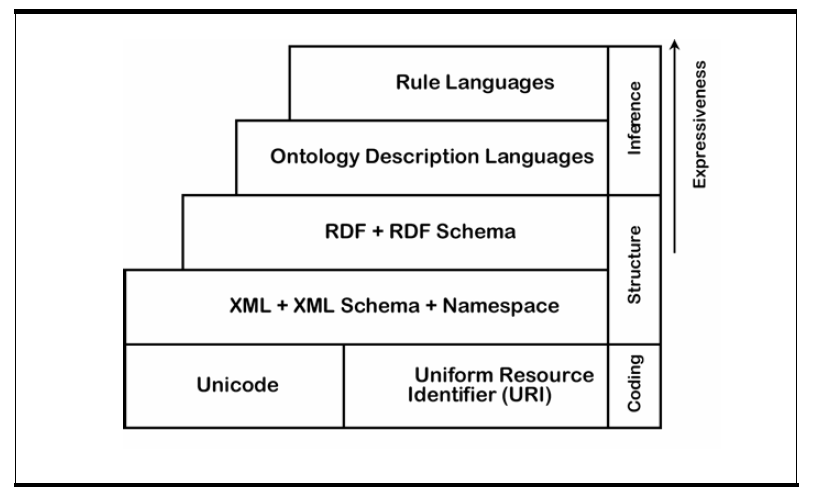 Rule Languages
Ontology Description Languages
Inference
Expressiveness
RDF + RDF Schema
XML + XML Schema + Namespace
Structure
Unicode
Uniform Resource
Identifier (URI)
Coding